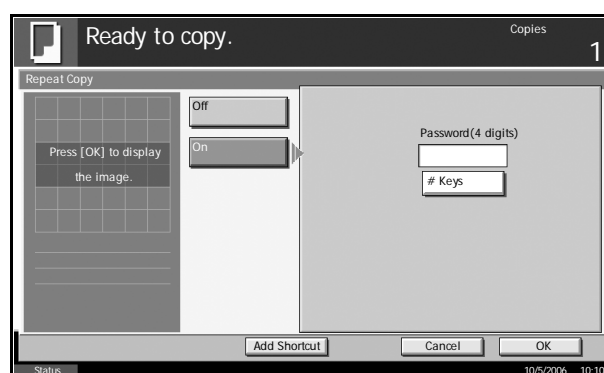 Ready to copy.
Copies
1
Repeat Copy
Press [OK] to display
the image.
Off
On
Password(4 digits)
# Keys
Add Shortcut
Cancel
OK
Status
10/5/2006 10:10